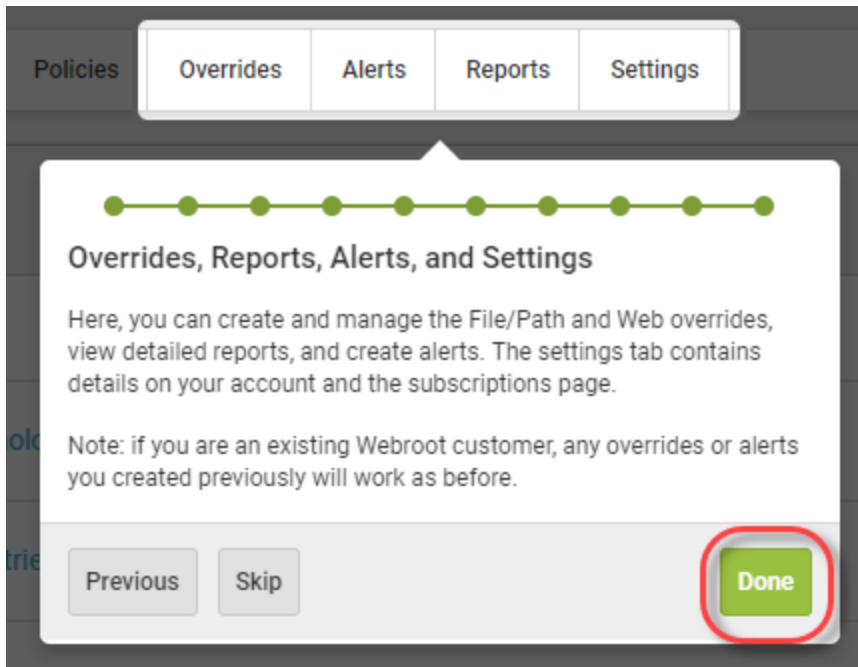 Policies Overrides Alerts Reports Settings
Overrides, Reports, Alerts, and Settings
Here, you can create and manage the File/Path and Web overrides,
view detailed reports, and create alerts. The settings tab contains
details on your account and the subscriptions page.
Note: if you are an existing Webroot customer, any overrides or alerts
you created previously will work as before.
Previous Skip Done